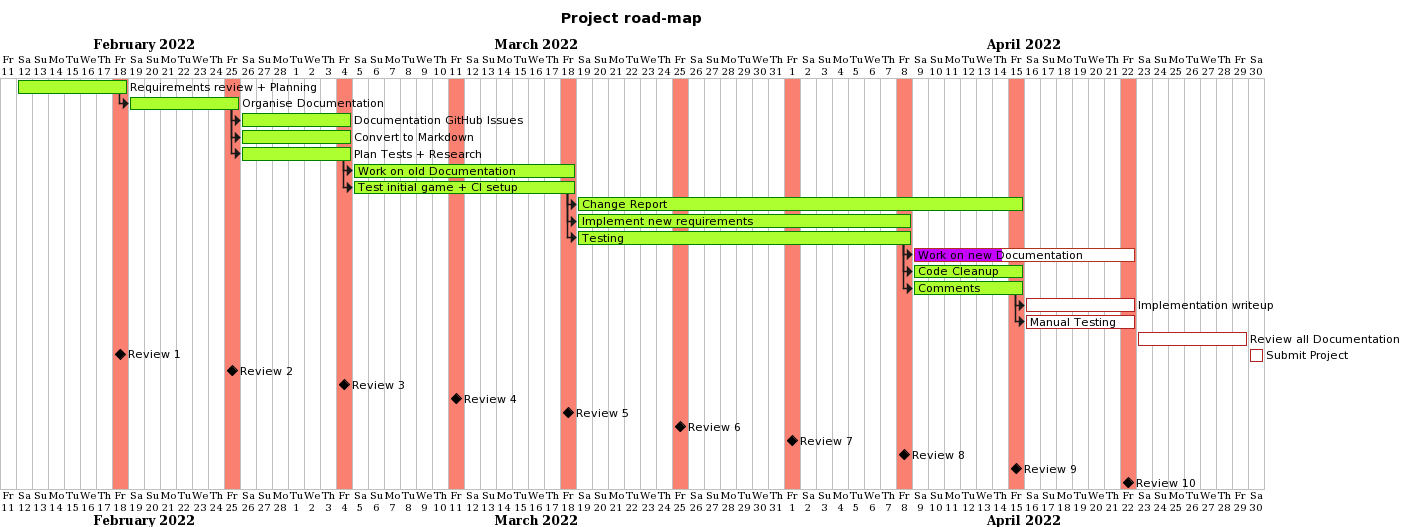 Project road-map
February 2022 March 2022 April 2022
Fr Sa Su Mo Tu We Th Fr Sa Su Mo Tu We Th Fr Sa Su Mo Tu We Th Fr Sa Su Mo Tu We Th Fr Sa Su Mo Tu We Th Fr Sa Su Mo Tu We Th Fr Sa Su Mo Tu We Th Fr Sa Su Mo Tu We Th Fr Sa Su Mo Tu We Th Fr Sa Su Mo Tu We Th Fr Sa Su Mo Tu We Th Fr Sa
11 12 13 14 15 16 17 18 19 20 21 22 23 24 25 26 27 28 1 2 3 4 5 6 7 8 9 10 11 12 13 14 15 16 17 18 19 20 21 22 23 24 25 26 27 28 29 30 31 1 2 3 4 5 6 7 8 9 10 11 12 13 14 15 16 17 18 19 20 21 22 23 24 25 26 27 28 29 30
Requirements review + Planning
Organise Documentation
Documentation GitHub Issues
Convert to Markdown
Plan Tests + Research
Work on old Documentation
Test initial game + CI setup
Change Report
Implement new requirements
Testing
Work on new Documentation
Code Cleanup
Comments
Implementation writeup
Manual Testing
Review all Documentation
Review 1
Submit Project
Review 2
Review 3
Review 4
Review 5
Review 6
Review 7
Review 8
Review 9
Review 10
Fr Sa Su Mo Tu We Th Fr Sa Su Mo Tu We Th Fr Sa Su Mo Tu We Th Fr Sa Su Mo Tu We Th Fr Sa Su Mo Tu We Th Fr Sa Su Mo Tu We Th Fr Sa Su Mo Tu We Th Fr Sa Su Mo Tu We Th Fr Sa Su Mo Tu We Th Fr Sa Su Mo Tu We Th Fr Sa Su Mo Tu We Th Fr Sa
11 12 13 14 15 16 17 18 19 20 21 22 23 24 25 26 27 28 1 2 3 4 5 6 7 8 9 10 11 12 13 14 15 16 17 18 19 20 21 22 23 24 25 26 27 28 29 30 31 1 2 3 4 5 6 7 8 9 10 11 12 13 14 15 16 17 18 19 20 21 22 23 24 25 26 27 28 29 30
February 2022 March 2022 April 2022